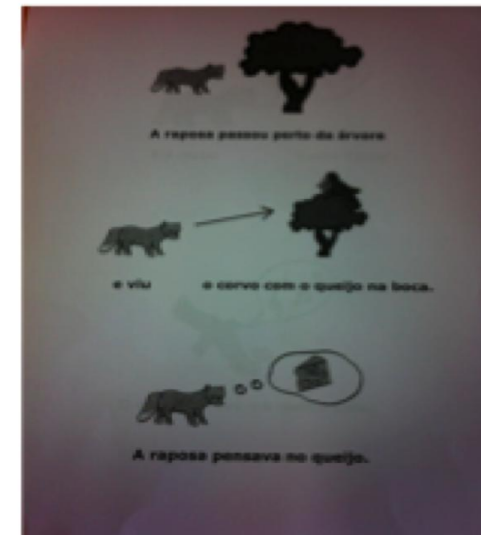 A raposa passou perto da árvore
e viu o corvo com o queijo na boca.
A raposa pensava no queijo.